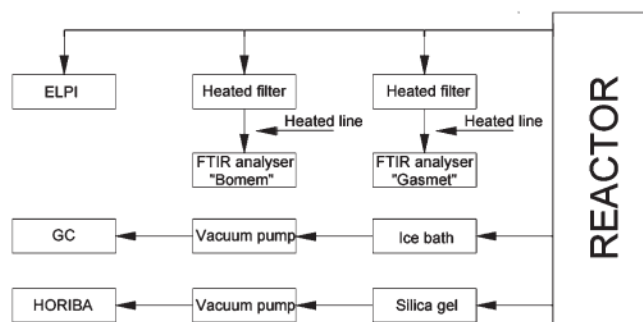 ELPI
Heated filter
Heated filter
Heated line
Heated line
FTIR analyser
"Bomem"
FTIR analyser
"Gasmet"
GC
Vacuum pump
Ice bath
HORIBA
Vacuum pump
Silica gel
REACTOR